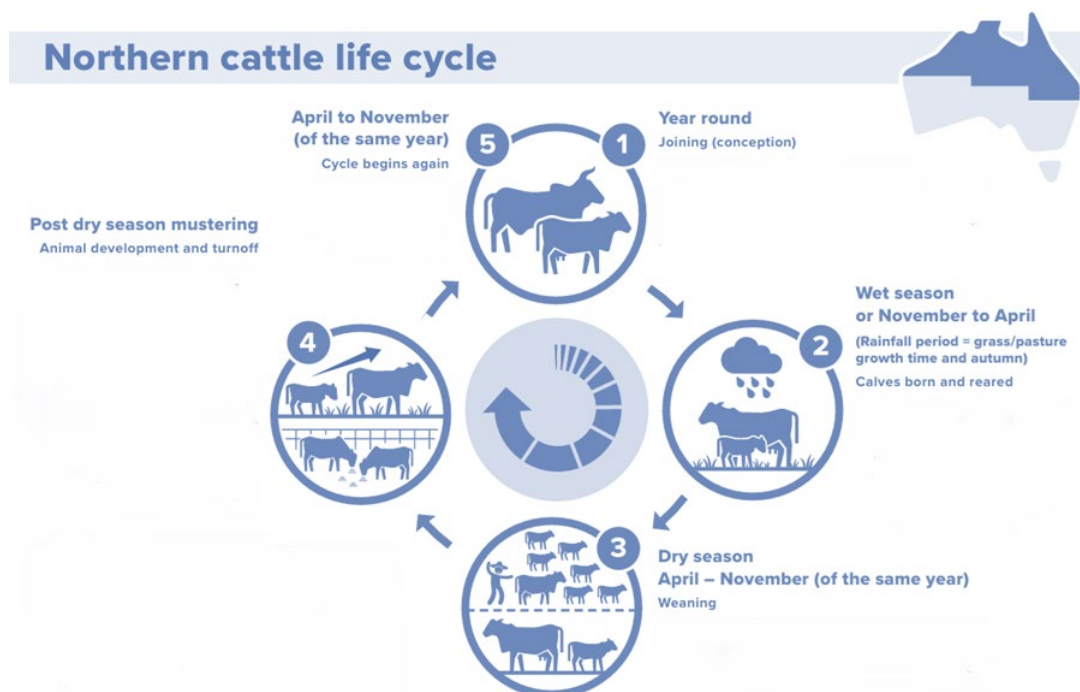 Northern cattle life cycle
1
Year round
Joining (conception)
2
Wet season
or November to April
(Rainfall period = grass/pasture
growth time and autumn)
Calves born and reared
3
Dry season
April – November (of the same year)
Weaning
4
Post dry season mustering
Animal development and turnoff
5
April to November
(of the same year)
Cycle begins again